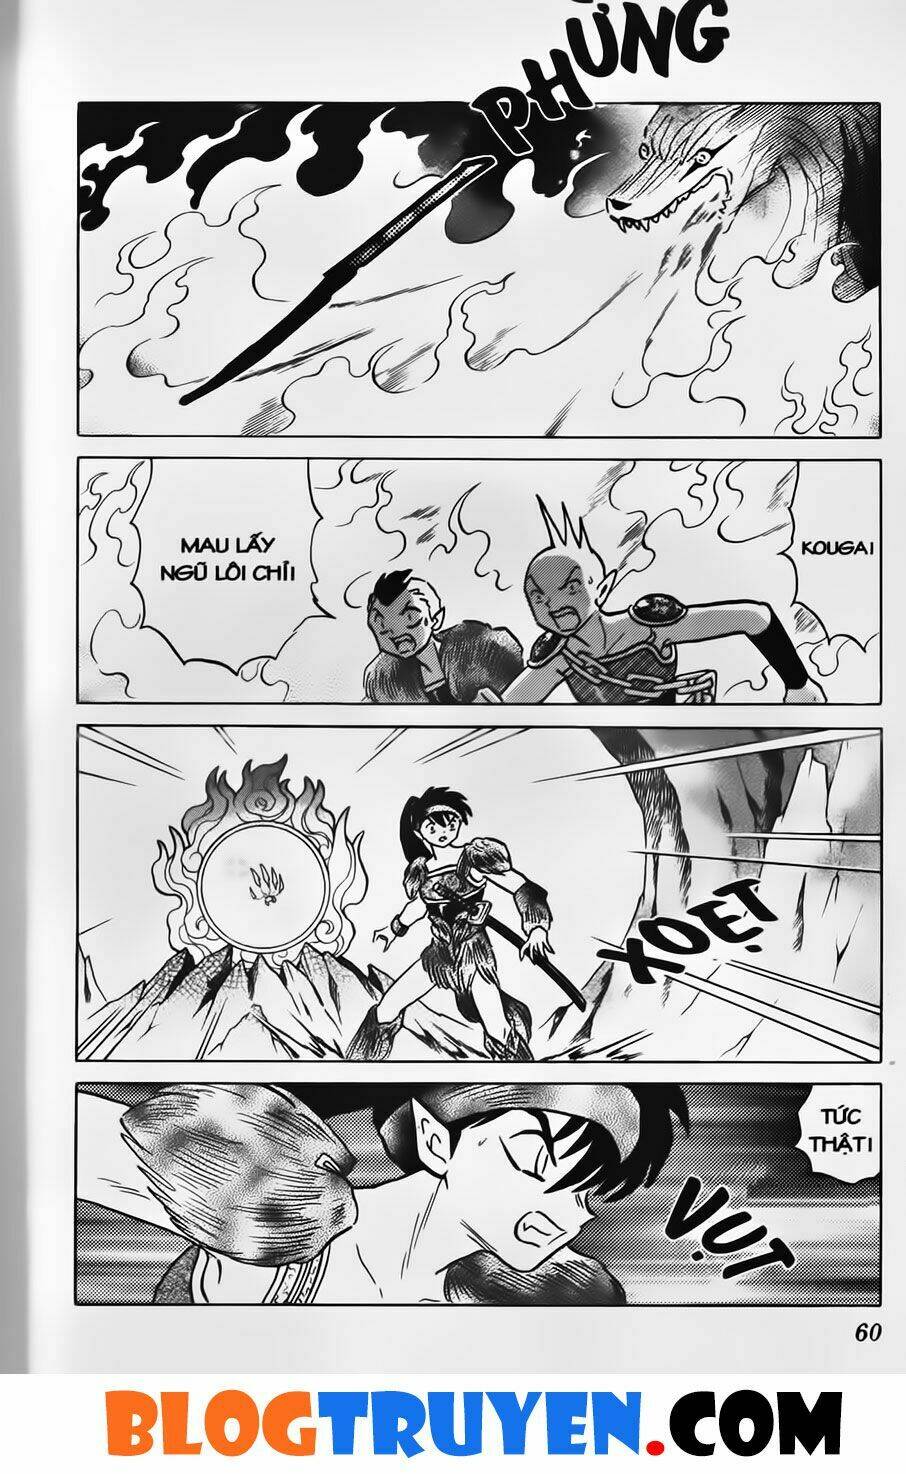 PHỪNG
KOUGA!
MAU LẤY
NGŨ LÔI CHỈ!
XOẸT
TỨC
THẬT!
VỤT
60
BLOGTRUYEN.COM